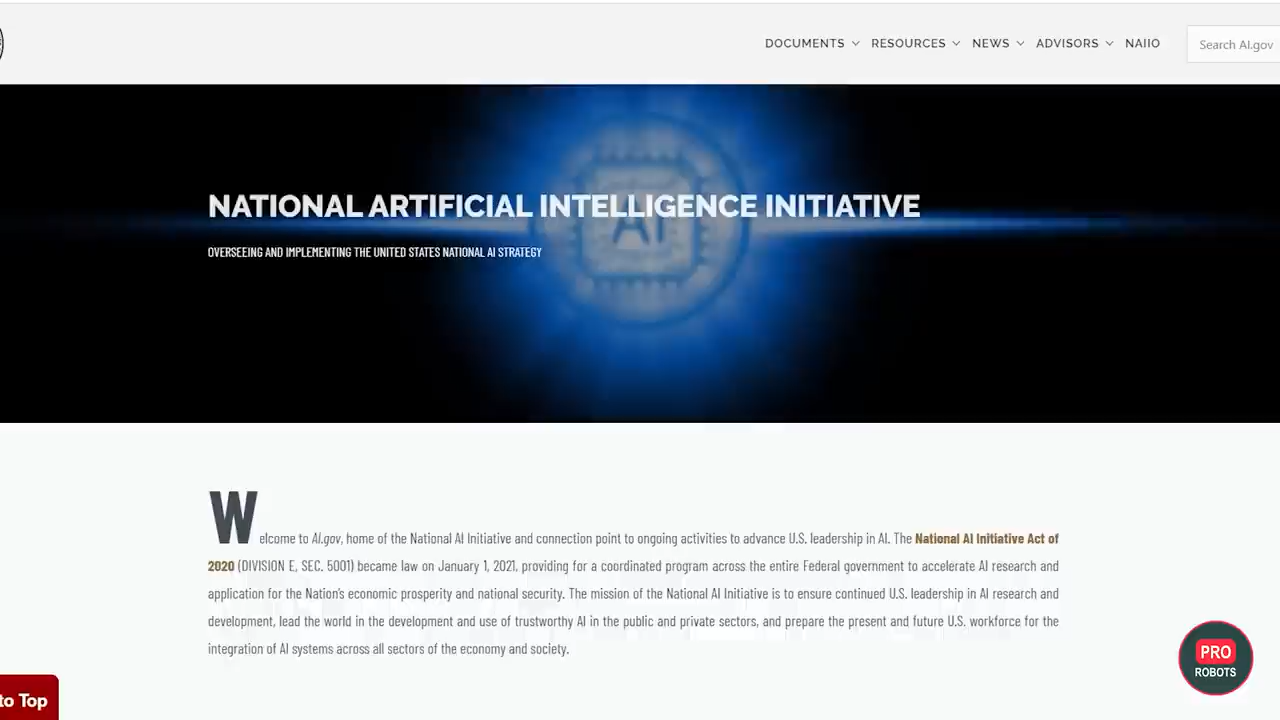 DOCUMENTS RESOURCES NEWS ADVISORS NAIIO Search AI.gov
AI
NATIONAL ARTIFICIAL INTELLIGENCE INITIATIVE
OVERSEEING AND IMPLEMENTING THE UNITED STATES NATIONAL AI STRATEGY
Welcome to AI.gov, home of the National AI Initiative and connection point to ongoing activities to advance U.S. leadership in AI. The National AI Initiative Act of
2020 (DIVISION E, SEC. 5001) became law on January 1, 2021, providing for a coordinated program across the entire Federal government to accelerate AI research and
application for the Nation's economic prosperity and national security. The mission of the National AI Initiative is to ensure continued U.S. leadership in AI research and
development, lead the world in the development and use of trustworthy AI in the public and private sectors, and prepare the present and future U.S. workforce for the
integration of AI systems across all sectors of the economy and society.
to Top
PRO
ROBOTS